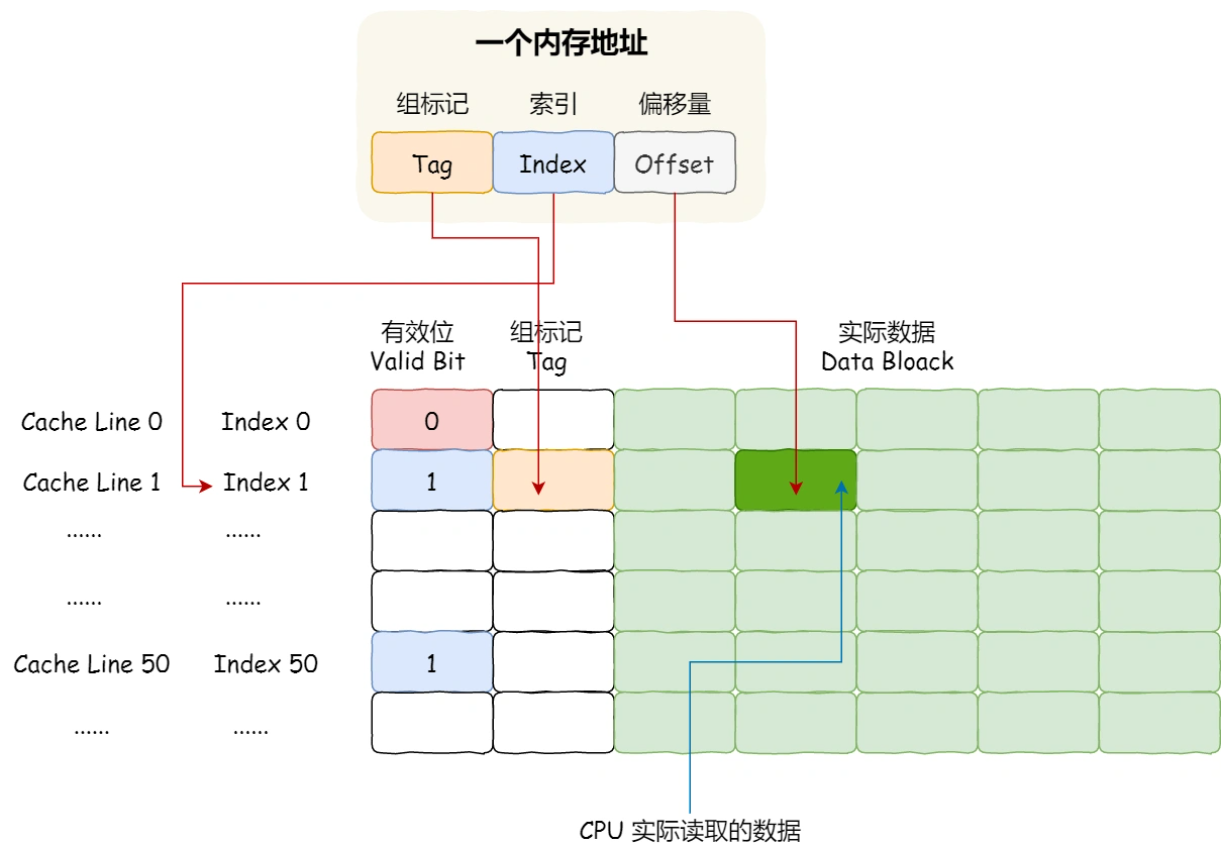 一个内存地址
组标记 索引 偏移量
Tag Index Offset
有效位 组标记 实际数据
Valid Bit Tag Data Bloack
Cache Line 0 Index 0 0
Cache Line 1 Index 1 1
...... ......
...... ......
Cache Line 50 Index 50 1
...... ......
CPU 实际读取的数据